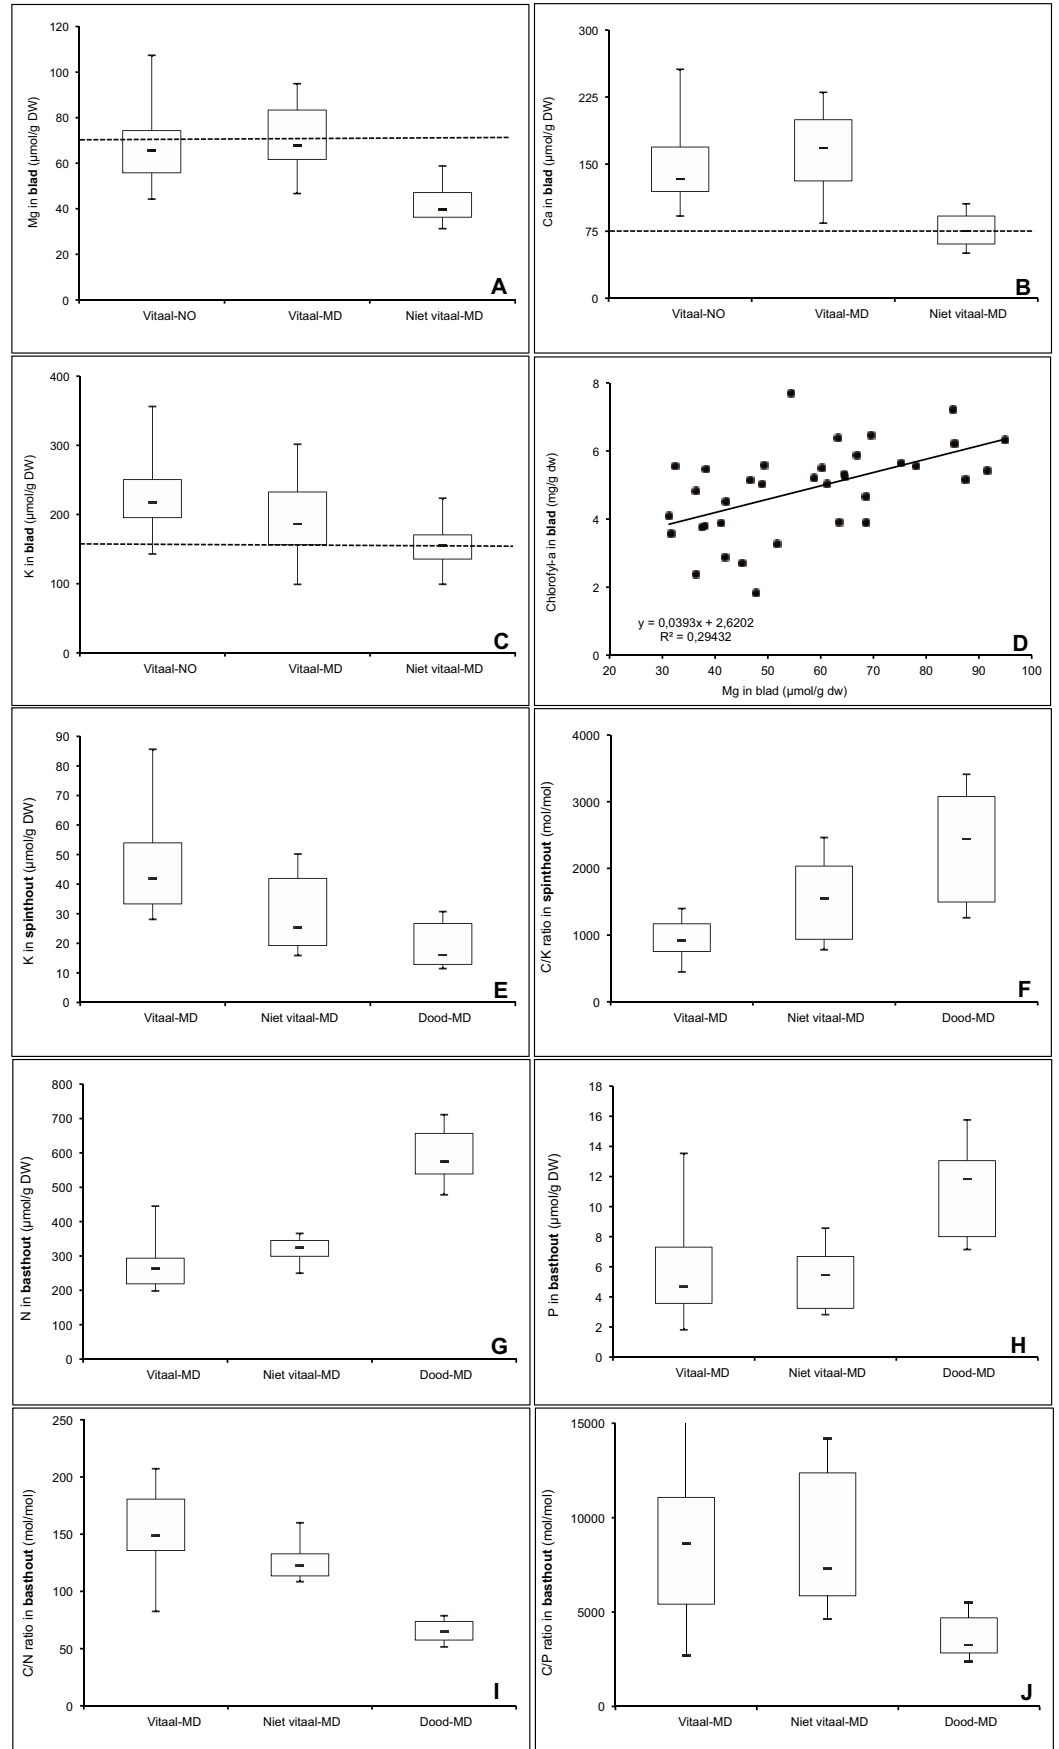 Mg in blad (µmol/g DW)
120
100
80
60
40
20
0
Vitaal-NO
Vitaal-MD
Niet vitaal-MD
A
Ca in blad (µmol/g DW)
300
225
150
75
0
Vitaal-NO
Vitaal-MD
Niet vitaal-MD
B
K in blad (µmol/g DW)
400
300
200
100
0
Vitaal-NO
Vitaal-MD
Niet vitaal-MD
C
Chlorofyl-a in blad (mg/g dw)
8
6
4
2
0
y = 0,0393x + 2,6202
R² = 0,29432
D
20 30 40 50 60 70 80 90 100
Mg in blad (µmol/g dw)
K in spinthout (µmol/g DW)
90
80
70
60
50
40
30
20
10
0
Vitaal-MD
Niet vitaal-MD
Dood-MD
E
C/K ratio in spinthout (mol/mol)
4000
3000
2000
1000
0
Vitaal-MD
Niet vitaal-MD
Dood-MD
F
N in basthout (µmol/g DW)
800
700
600
500
400
300
200
100
0
Vitaal-MD
Niet vitaal-MD
Dood-MD
G
P in basthout (µmol/g DW)
18
16
14
12
10
8
6
4
2
0
Vitaal-MD
Niet vitaal-MD
Dood-MD
H
C/N ratio in basthout (mol/mol)
250
200
150
100
50
0
Vitaal-MD
Niet vitaal-MD
Dood-MD
I
C/P ratio in basthout (mol/mol)
15000
10000
5000
0
Vitaal-MD
Niet vitaal-MD
Dood-MD
J